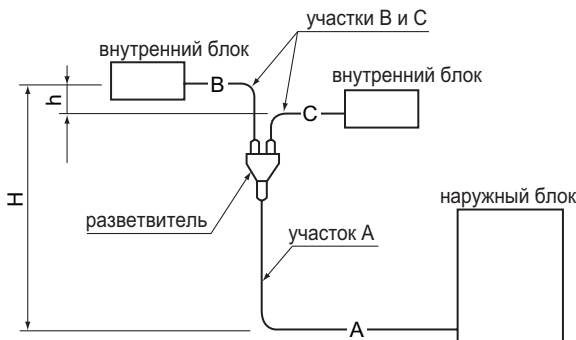 участки В и С
внутренний блок
внутренний блок
В
h
С
H
наружный блок
разветвитель
участок А
А